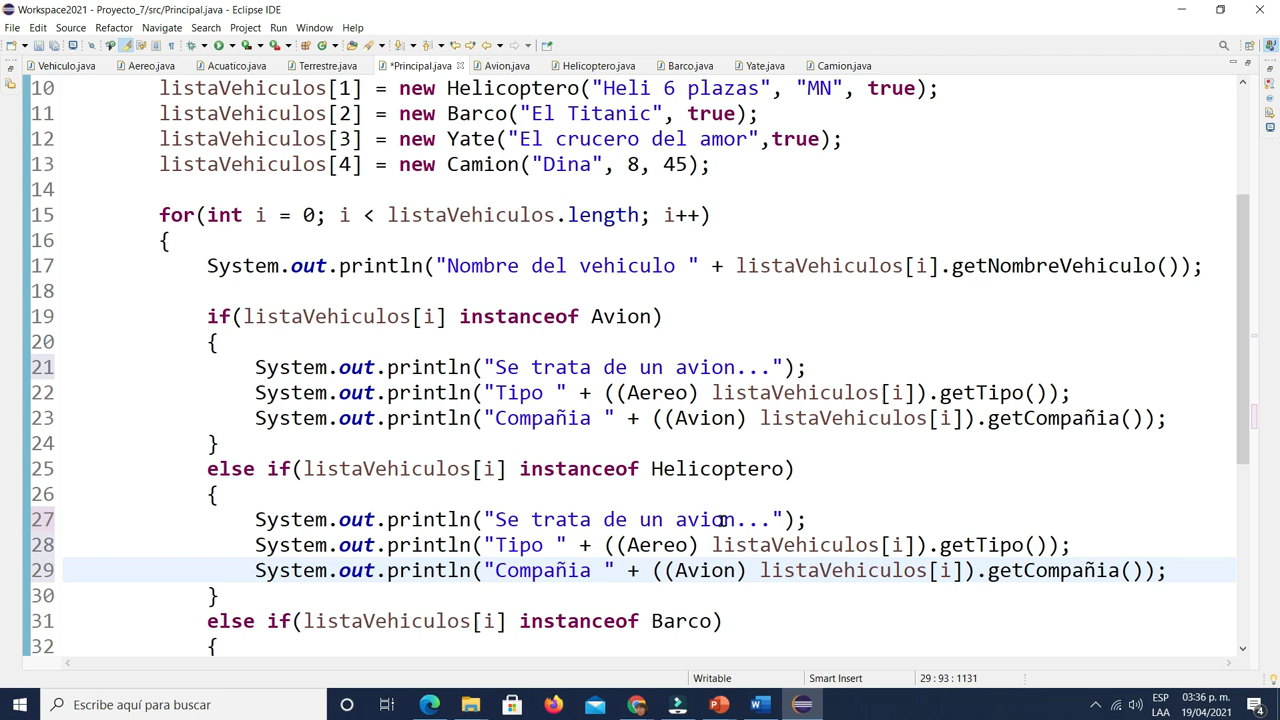 Workspace2021 - Proyecto_7/src/Principal.java - Eclipse IDE
File Edit Source Refactor Navigate Search Project Run Window Help
Vehiculo.java Aereo.java Acuatico.java Terrestre.java *Principal.java Avion.java Helicoptero.java Barco.java Yate.java Camion.java
10 listaVehiculos[1] = new Helicoptero("Heli 6 plazas", "MN", true);
11 listaVehiculos[2] = new Barco("El Titanic", true);
12 listaVehiculos[3] = new Yate("El crucero del amor",true);
13 listaVehiculos[4] = new Camion("Dina", 8, 45);
14
15 for(int i = 0; i < listaVehiculos.length; i++)
16 {
17 System.out.println("Nombre del vehiculo " + listaVehiculos[i].getNombreVehiculo());
18
19 if(listaVehiculos[i] instanceof Avion)
20 {
21 System.out.println("Se trata de un avion...");
22 System.out.println("Tipo " + ((Aereo) listaVehiculos[i]).getTipo());
23 System.out.println("Compañia " + ((Avion) listaVehiculos[i]).getCompañia());
24 }
25 else if(listaVehiculos[i] instanceof Helicoptero)
26 {
27 System.out.println("Se trata de un avion...");
28 System.out.println("Tipo " + ((Aereo) listaVehiculos[i]).getTipo());
29 System.out.println("Compañia " + ((Avion) listaVehiculos[i]).getCompañia());
30 }
31 else if(listaVehiculos[i] instanceof Barco)
32 {
Writable Smart Insert 29 : 93 : 1131
Escribe aquí para buscar
ESP
LAA
03:36 p. m.
19/04/2021
4